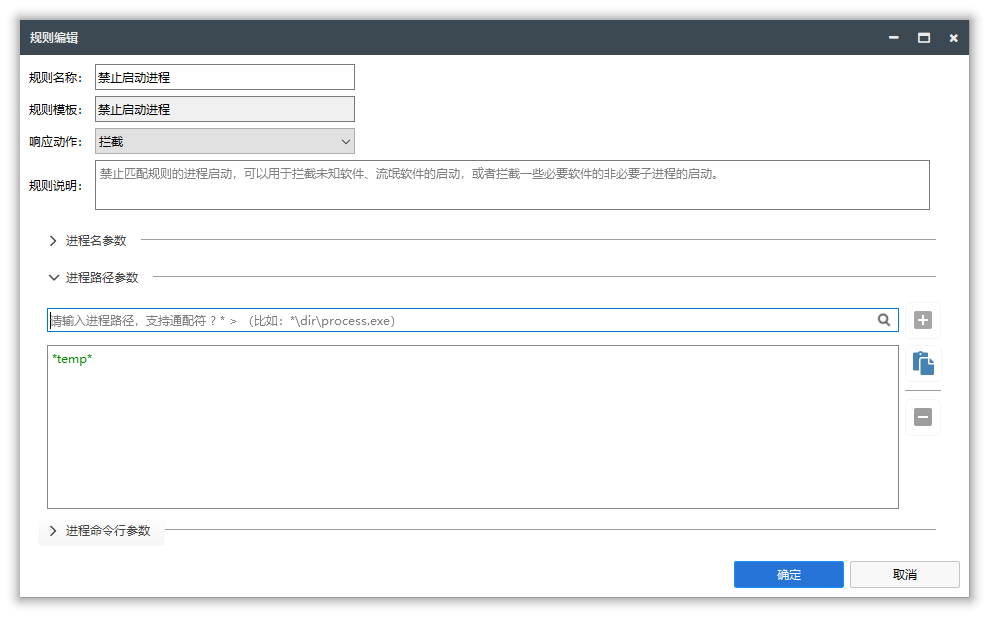 规则编辑
规则名称： 禁止启动进程
规则模板： 禁止启动进程
响应动作： 拦截
规则说明： 禁止匹配规则的进程启动，可以用于拦截未知软件、流氓软件的启动，或者拦截一些必要软件的非必要子进程的启动。
进程名参数
进程路径参数
请输入进程路径，支持通配符 ? * > （比如：*\dir\process.exe）
*temp*
进程命令行参数
确定 取消